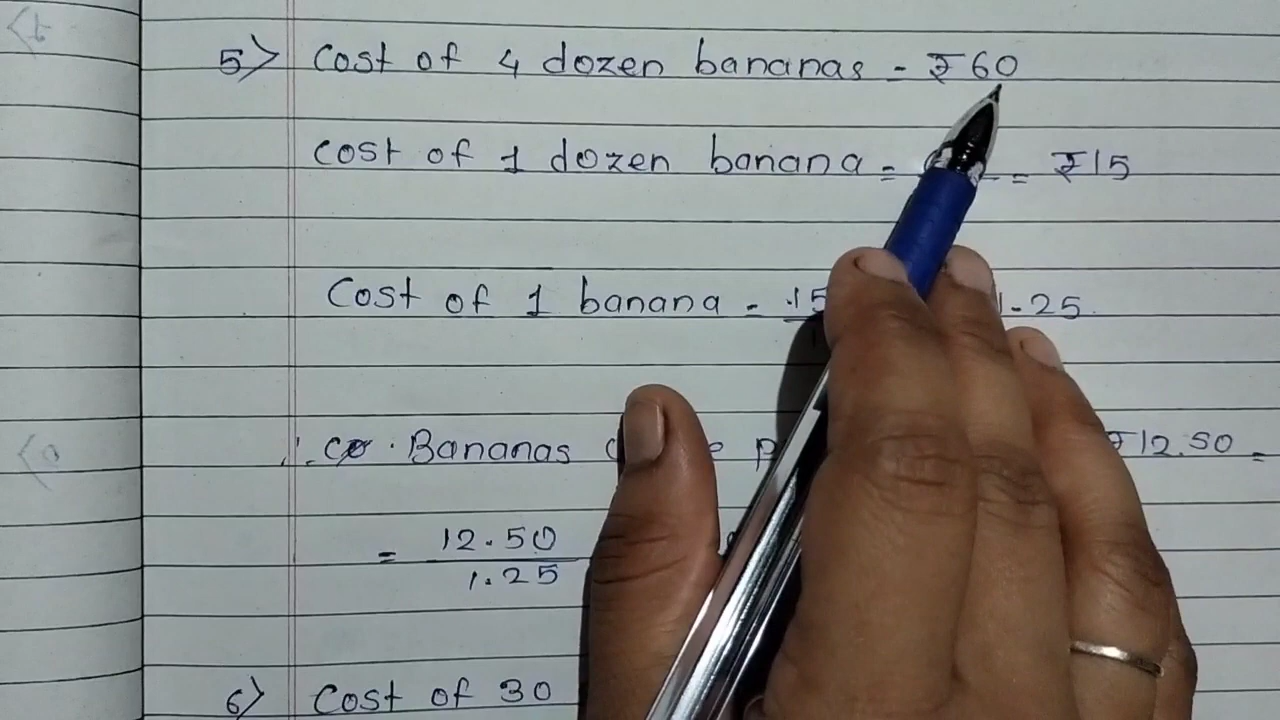 5> Cost of 4 dozen bananas = ₹60
cost of 1 dozen banana = = ₹15
Cost of 1 banana = 15 1.25
∴ Bananas ₹12.50 =
= 12.50
1.25
6> Cost of 30